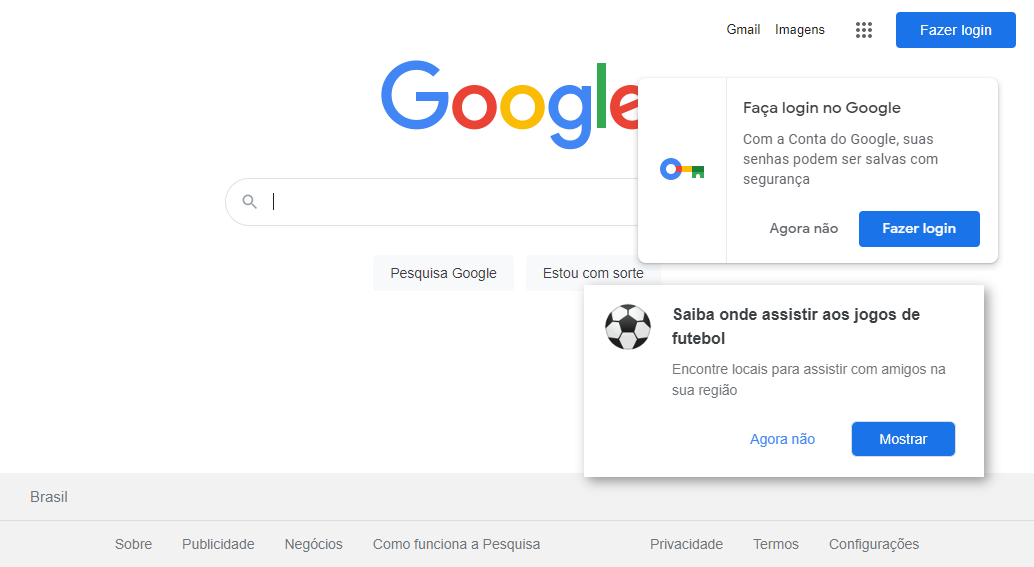 Gmail Imagens Fazer login
Google
Faça login no Google
Com a Conta do Google, suas
senhas podem ser salvas com
segurança
Agora não Fazer login
Pesquisa Google Estou com sorte
Saiba onde assistir aos jogos de
futebol
Encontre locais para assistir com amigos na
sua região
Agora não Mostrar
Brasil
Sobre Publicidade Negócios Como funciona a Pesquisa Privacidade Termos Configurações